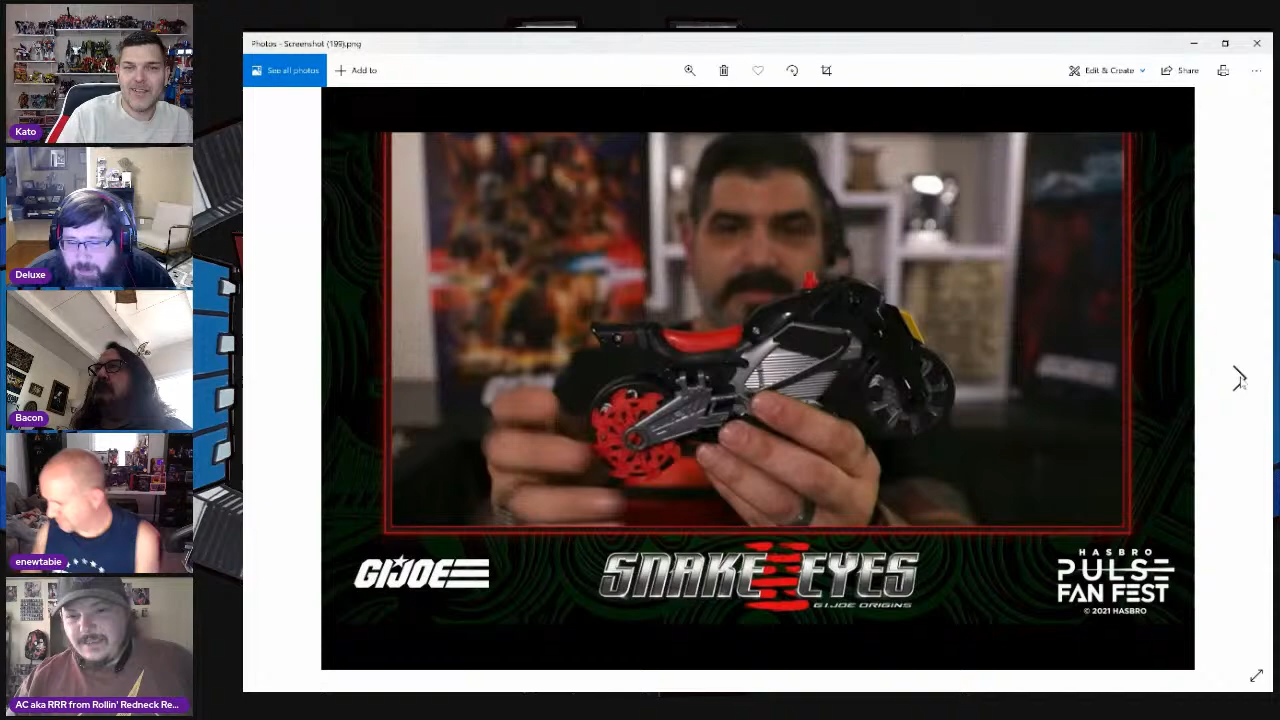 Kato
Deluxe
Bacon
enewtabie
AC aka RRR from Rollin' Redneck Re...
Photos - Screenshot (199).png
See all photos
Add to
Edit & Create
Share
G.I. JOE
SNAKE EYES
G.I. JOE ORIGINS
HASBRO
PULSE
FAN FEST
© 2021 HASBRO